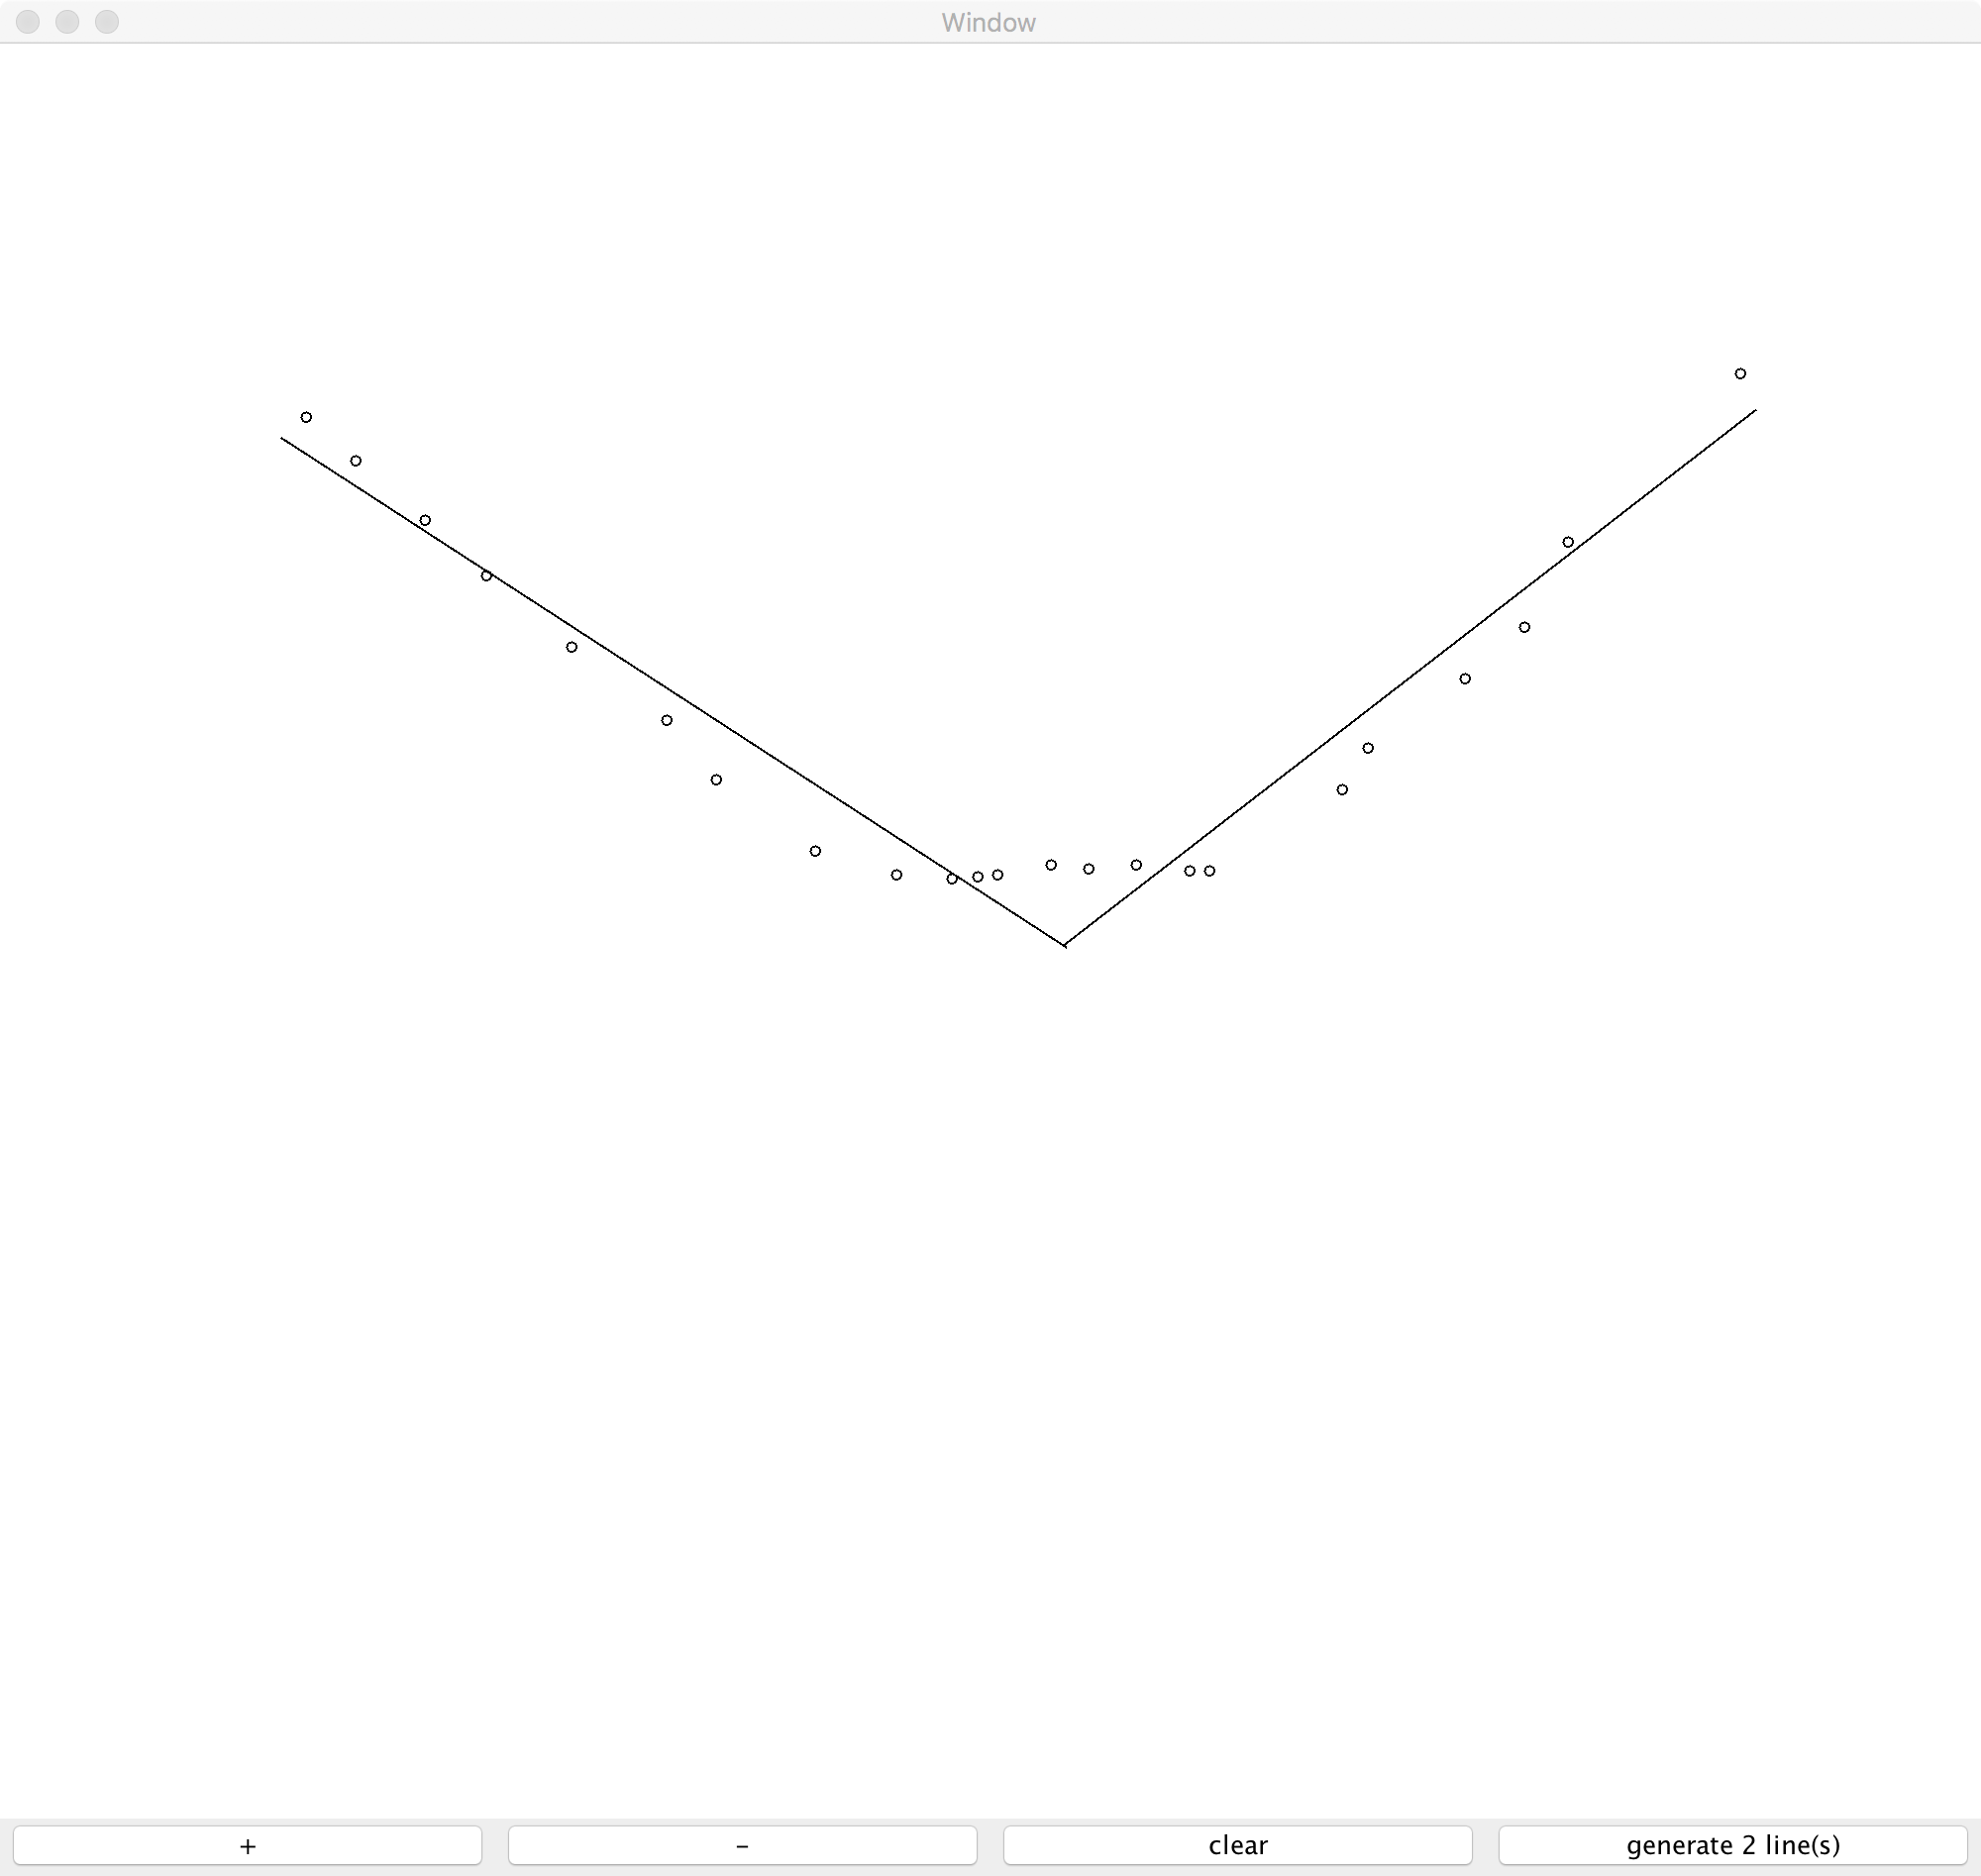 Window
+
–
clear
generate 2 line(s)